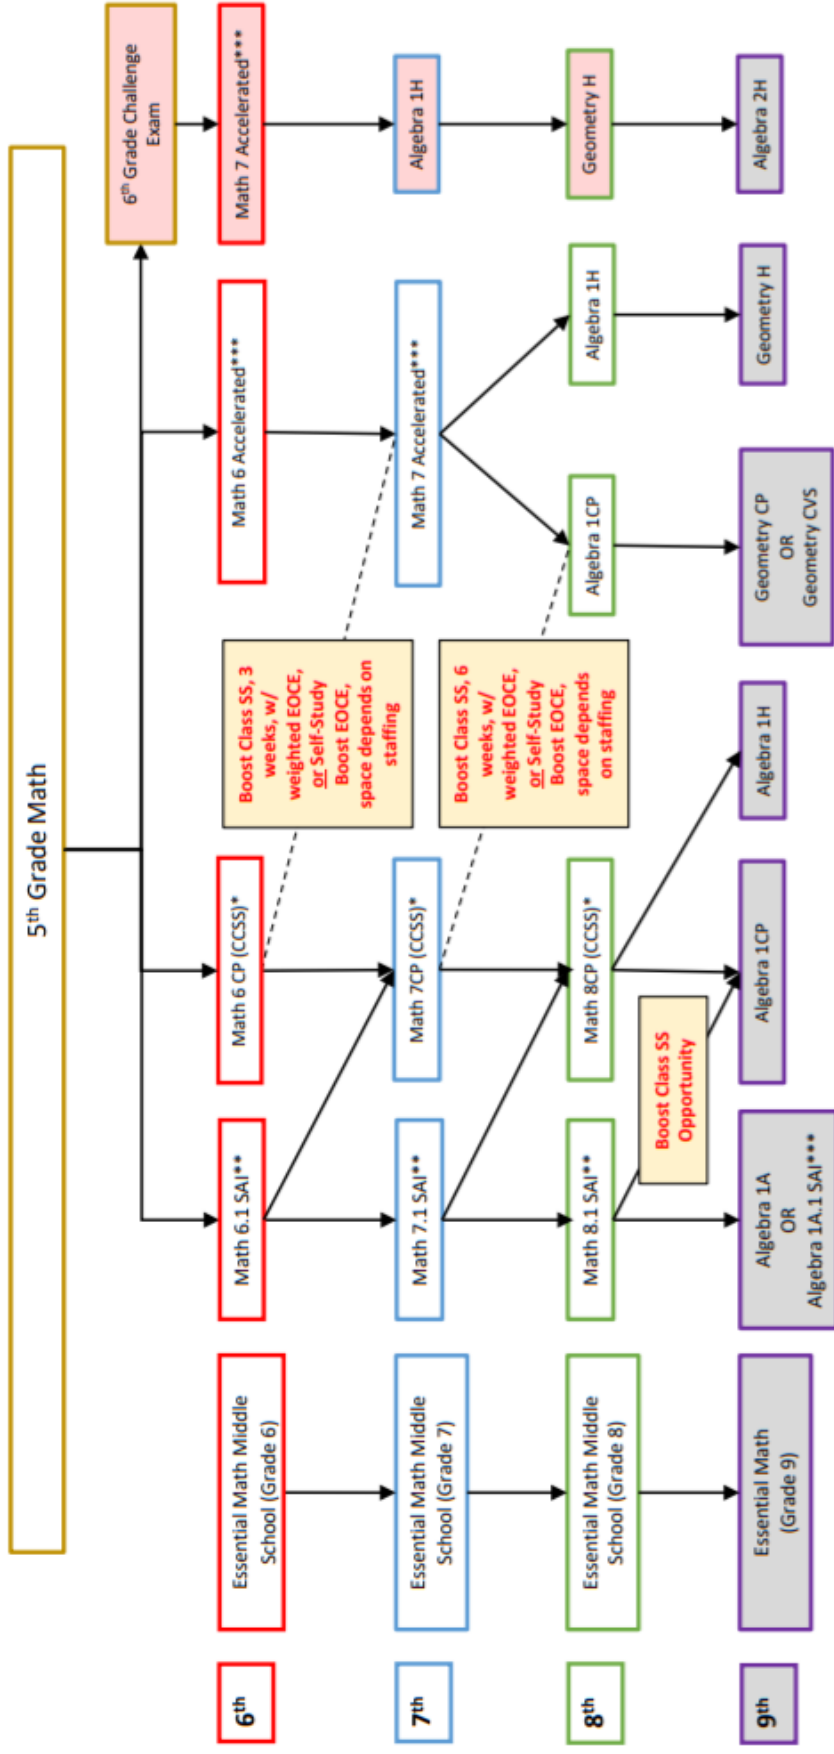 5th Grade Math
6th Grade Challenge
Exam
6th
Essential Math Middle
School (Grade 6)
Math 6.1 SAI**
Math 6 CP (CCSS)*
Math 6 Accelerated***
Math 7 Accelerated***
Boost Class SS, 3
weeks, w/
weighted EOCE,
or Self-Study
Boost EOCE,
space depends on
staffing
7th
Essential Math Middle
School (Grade 7)
Math 7.1 SAI**
Math 7CP (CCSS)*
Math 7 Accelerated***
Algebra 1H
Boost Class SS, 6
weeks, w/
weighted EOCE,
or Self-Study
Boost EOCE,
space depends
on staffing
8th
Essential Math Middle
School (Grade 8)
Math 8.1 SAI**
Math 8CP (CCSS)*
Algebra 1CP
Algebra 1H
Geometry H
Boost Class SS
Opportunity
9th
Essential Math
(Grade 9)
Algebra 1A
OR
Algebra 1A.1 SAI***
Algebra 1CP
Algebra 1H
Geometry CP
OR
Geometry CVS
Geometry H
Algebra 2H